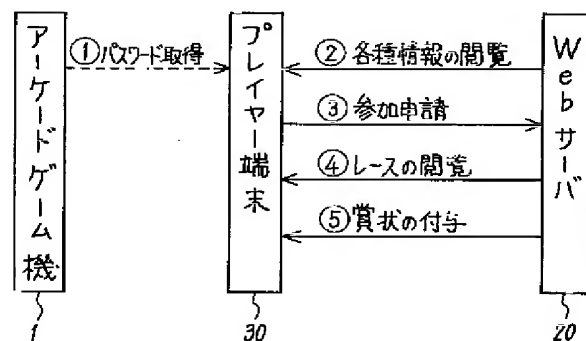 アーケードゲーム機
①パスワード取得
プレイヤー端末
②各種情報の閲覧
③参加申請
④レースの閲覧
⑤賞状の付与
Webサーバ
1
30
20